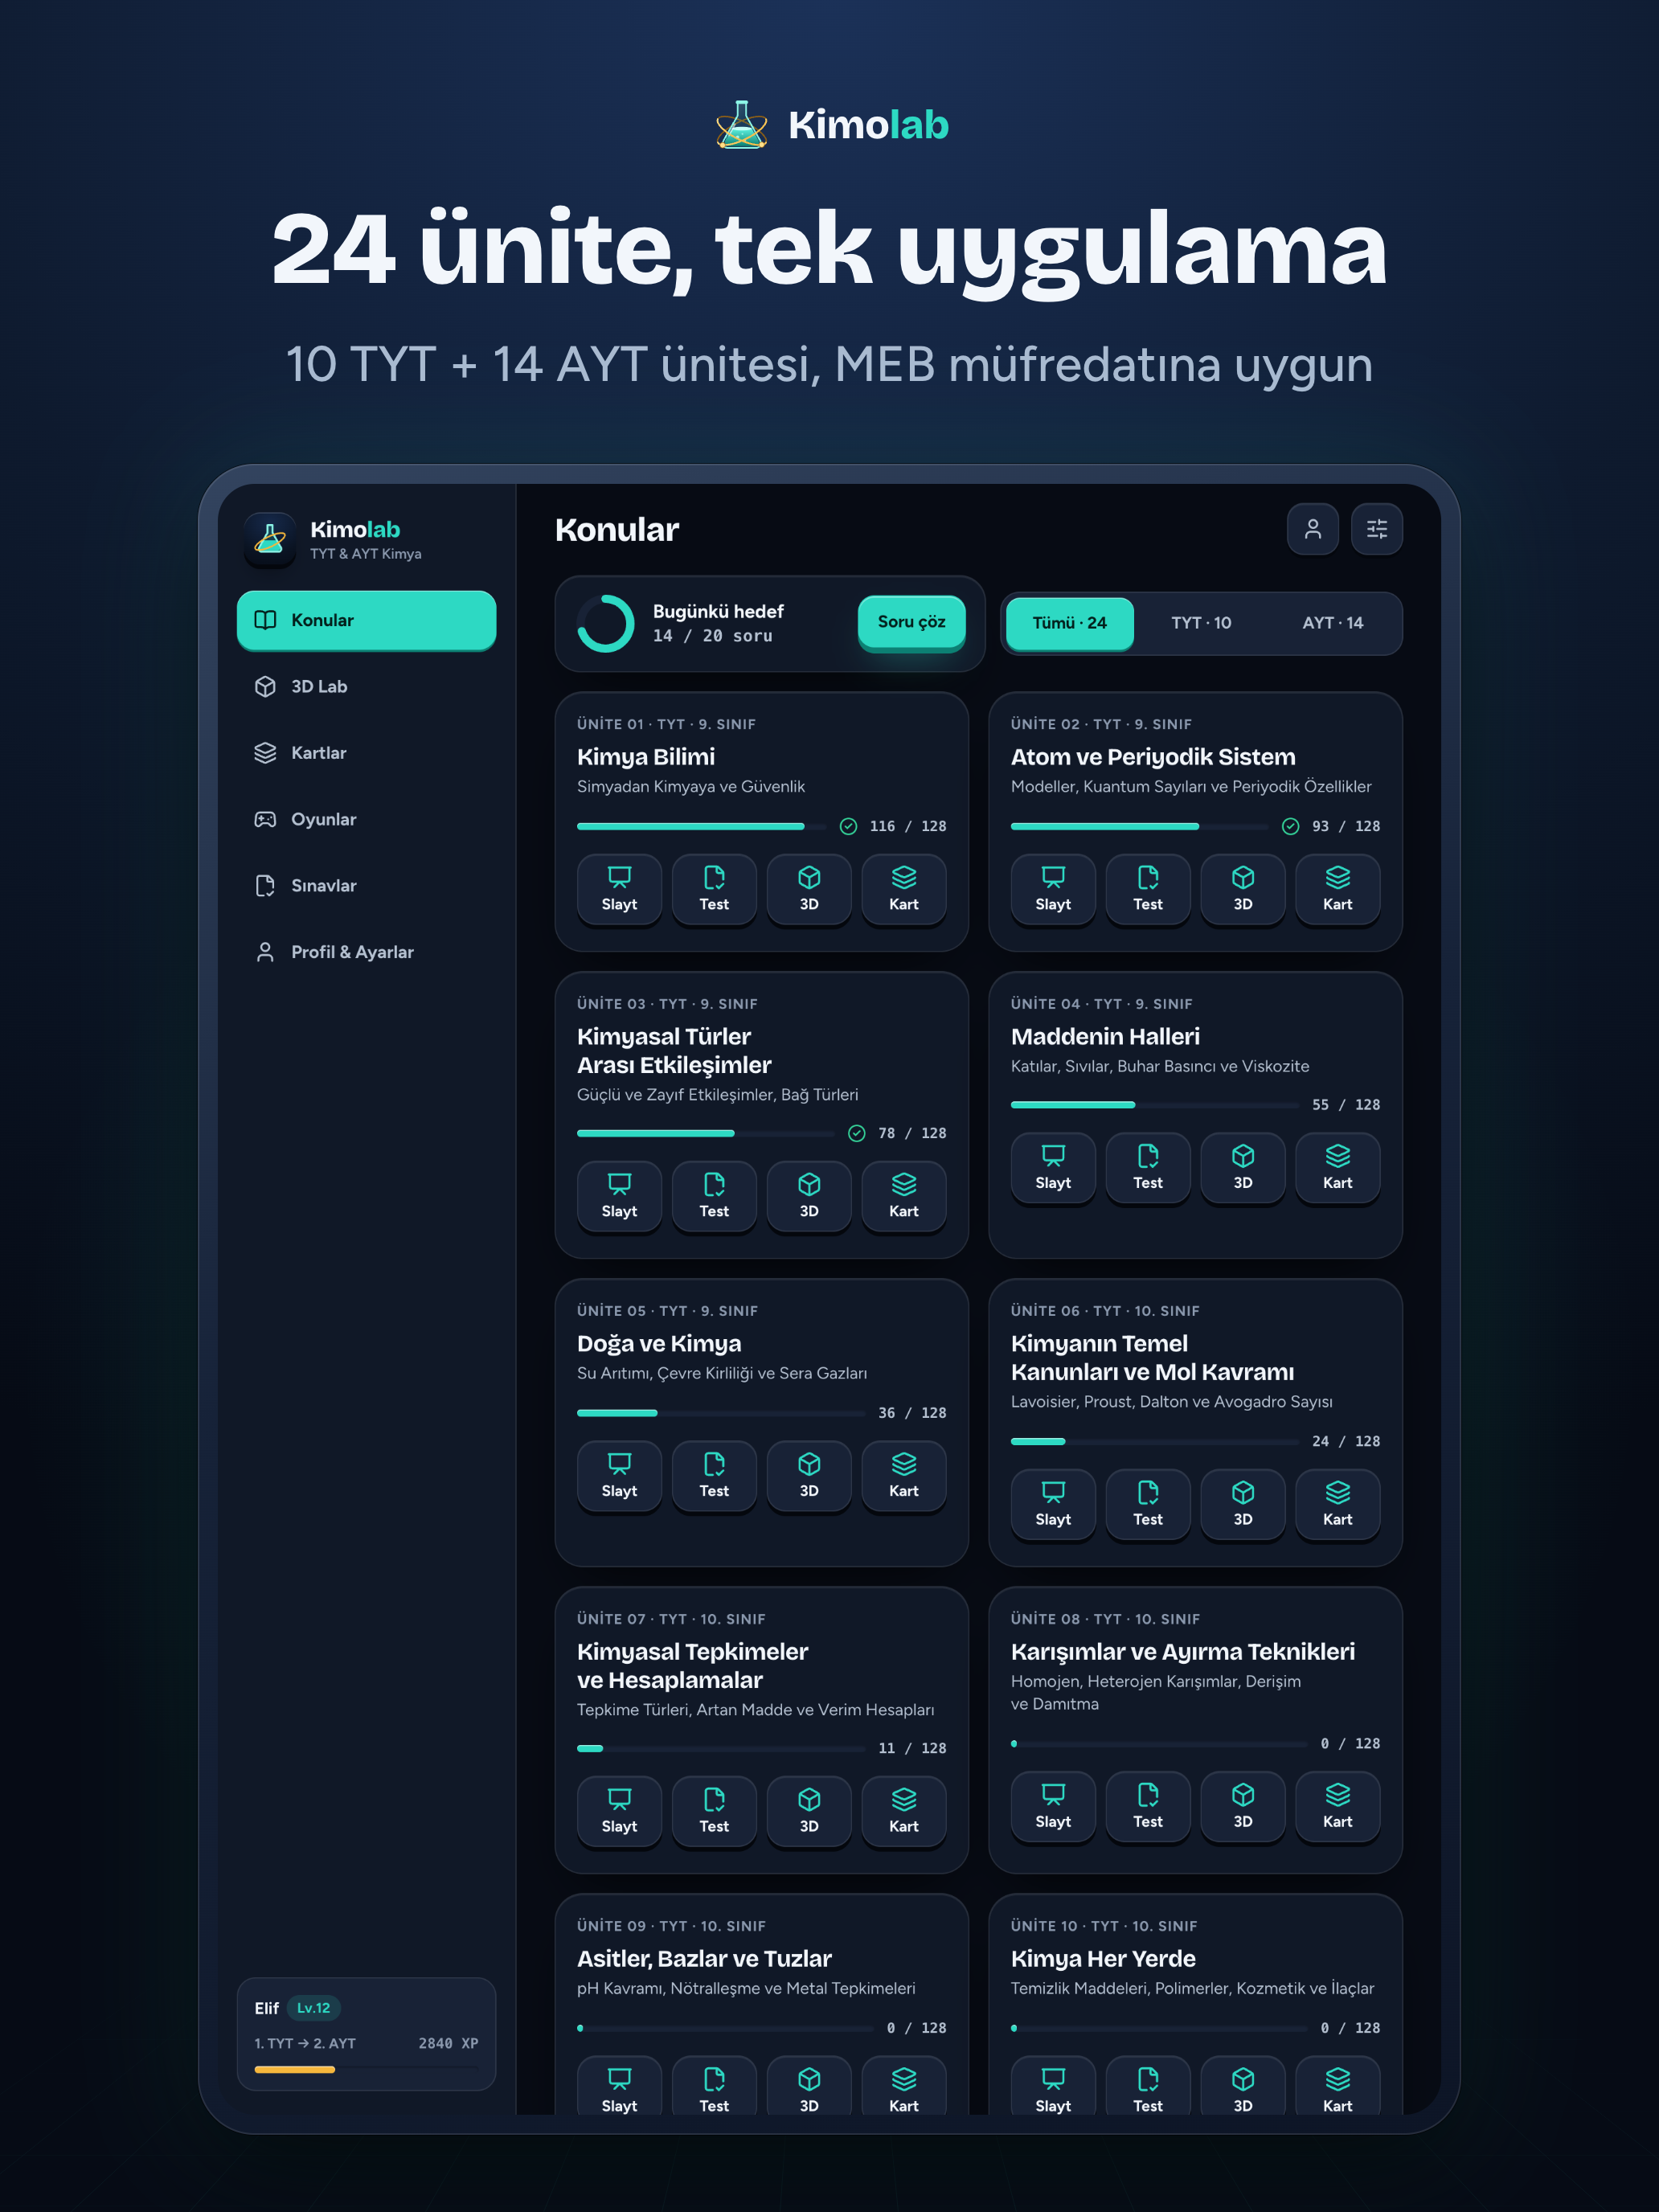 Kimolab
24 ünite, tek uygulama
10 TYT + 14 AYT ünitesi, MEB müfredatına uygun
Kimolab
TYT & AYT Kimya
Konular
3D Lab
Kartlar
Oyunlar
Sınavlar
Profil & Ayarlar
Elif Lv.12
1. TYT → 2. AYT 2840 XP
Konular
Bugünkü hedef
14 / 20 soru
Soru çöz
Tümü · 24 TYT · 10 AYT · 14
ÜNİTE 01 · TYT · 9. SINIF
Kimya Bilimi
Simyadan Kimyaya ve Güvenlik
116 / 128
Slayt Test 3D Kart
ÜNİTE 02 · TYT · 9. SINIF
Atom ve Periyodik Sistem
Modeller, Kuantum Sayıları ve Periyodik Özellikler
93 / 128
Slayt Test 3D Kart
ÜNİTE 03 · TYT · 9. SINIF
Kimyasal Türler
Arası Etkileşimler
Güçlü ve Zayıf Etkileşimler, Bağ Türleri
78 / 128
Slayt Test 3D Kart
ÜNİTE 04 · TYT · 9. SINIF
Maddenin Halleri
Katılar, Sıvılar, Buhar Basıncı ve Viskozite
55 / 128
Slayt Test 3D Kart
ÜNİTE 05 · TYT · 9. SINIF
Doğa ve Kimya
Su Arıtımı, Çevre Kirliliği ve Sera Gazları
36 / 128
Slayt Test 3D Kart
ÜNİTE 06 · TYT · 10. SINIF
Kimyanın Temel
Kanunları ve Mol Kavramı
Lavoisier, Proust, Dalton ve Avogadro Sayısı
24 / 128
Slayt Test 3D Kart
ÜNİTE 07 · TYT · 10. SINIF
Kimyasal Tepkimeler
ve Hesaplamalar
Tepkime Türleri, Artan Madde ve Verim Hesapları
11 / 128
Slayt Test 3D Kart
ÜNİTE 08 · TYT · 10. SINIF
Karışımlar ve Ayırma Teknikleri
Homojen, Heterojen Karışımlar, Derişim
ve Damıtma
0 / 128
Slayt Test 3D Kart
ÜNİTE 09 · TYT · 10. SINIF
Asitler, Bazlar ve Tuzlar
pH Kavramı, Nötralleşme ve Metal Tepkimeleri
0 / 128
Slayt Test 3D Kart
ÜNİTE 10 · TYT · 10. SINIF
Kimya Her Yerde
Temizlik Maddeleri, Polimerler, Kozmetik ve İlaçlar
0 / 128
Slayt Test 3D Kart